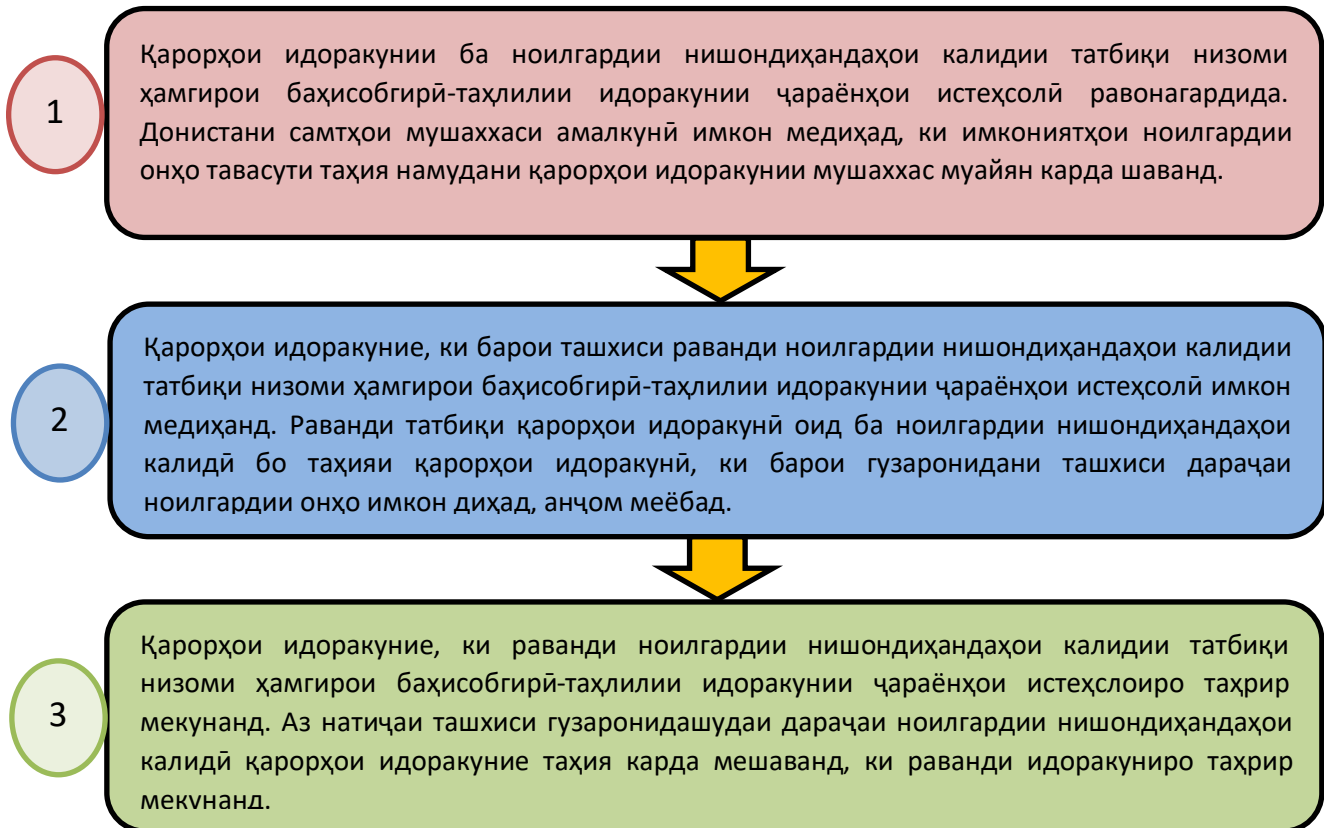 1
Қарорҳои идоракунии ба ноилгардии нишондиҳандаҳои калидии татбиқи низоми
ҳамгирои баҳисобгирӣ-таҳлилии идоракунии ҷараёнҳои истеҳсолӣ равонагардида.
Донистани самтҳои мушаххаси амалкунӣ имкон медиҳад, ки имкониятҳои ноилгардии
онҳо тавасути таҳия намудани қарорҳои идоракунии мушаххас муайян карда шаванд.
2
Қарорҳои идоракуние, ки барои ташхиси раванди ноилгардии нишондиҳандаҳои калидии
татбиқи низоми ҳамгирои баҳисобгирӣ-таҳлилии идоракунии ҷараёнҳои истеҳсолӣ имкон
медиҳанд. Раванди татбиқи қарорҳои идоракунӣ оид ба ноилгардии нишондиҳандаҳои
калидӣ бо таҳияи қарорҳои идоракунӣ, ки барои гузаронидани ташхиси дараҷаи
ноилгардии онҳо имкон диҳад, анҷом меёбад.
3
Қарорҳои идоракуние, ки раванди ноилгардии нишондиҳандаҳои калидии татбиқи
низоми ҳамгирои баҳисобгирӣ-таҳлилии идоракунии ҷараёнҳои истеҳслоиро таҳрир
мекунанд. Аз натиҷаи ташхиси гузаронидашудаи дараҷаи ноилгардии нишондиҳандаҳои
калидӣ қарорҳои идоракуние таҳия карда мешаванд, ки раванди идоракуниро таҳрир
мекунанд.